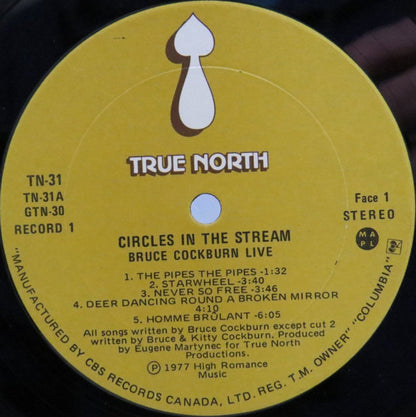 TRUE NORTH
TN-31
TN-31A
GTN-30
RECORD 1
Face 1
STEREO
M A
P L
CIRCLES IN THE STREAM
BRUCE COCKBURN LIVE
1. THE PIPES THE PIPES -1:32
2. STARWHEEL -3:40
3. NEVER SO FREE -3:46
4. DEER DANCING ROUND A BROKEN MIRROR
4:10
5. HOMME BRÛLANT -6:05
All songs written by Bruce Cockburn except cut 2
written by Bruce & Kitty Cockburn, Produced
by Eugene Martynec for True North
Productions.
Ⓟ 1977 High Romance
Music
"MANUFACTURED BY CBS RECORDS CANADA, LTD. REG. T.M. OWNER" "COLUMBIA"